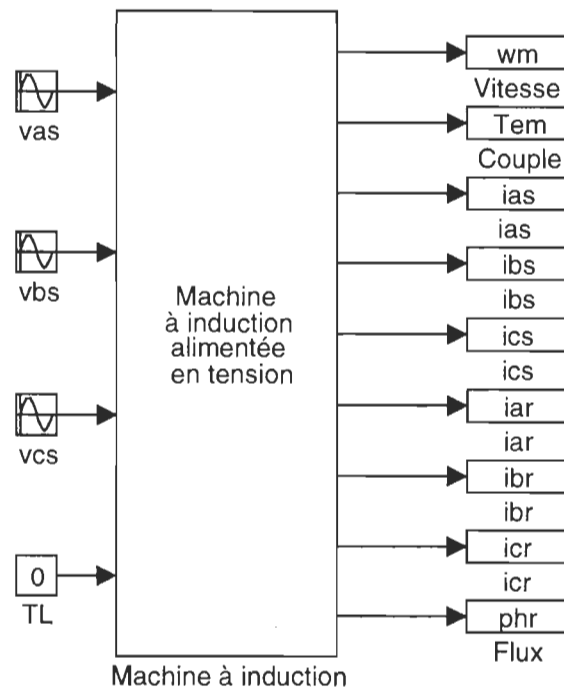 vas
vbs
vcs
0
TL
Machine
à induction
alimentée
en tension
Machine à induction
wm
Vitesse
Tem
Couple
ias
ias
ibs
ibs
ics
ics
iar
iar
ibr
ibr
icr
icr
phr
Flux